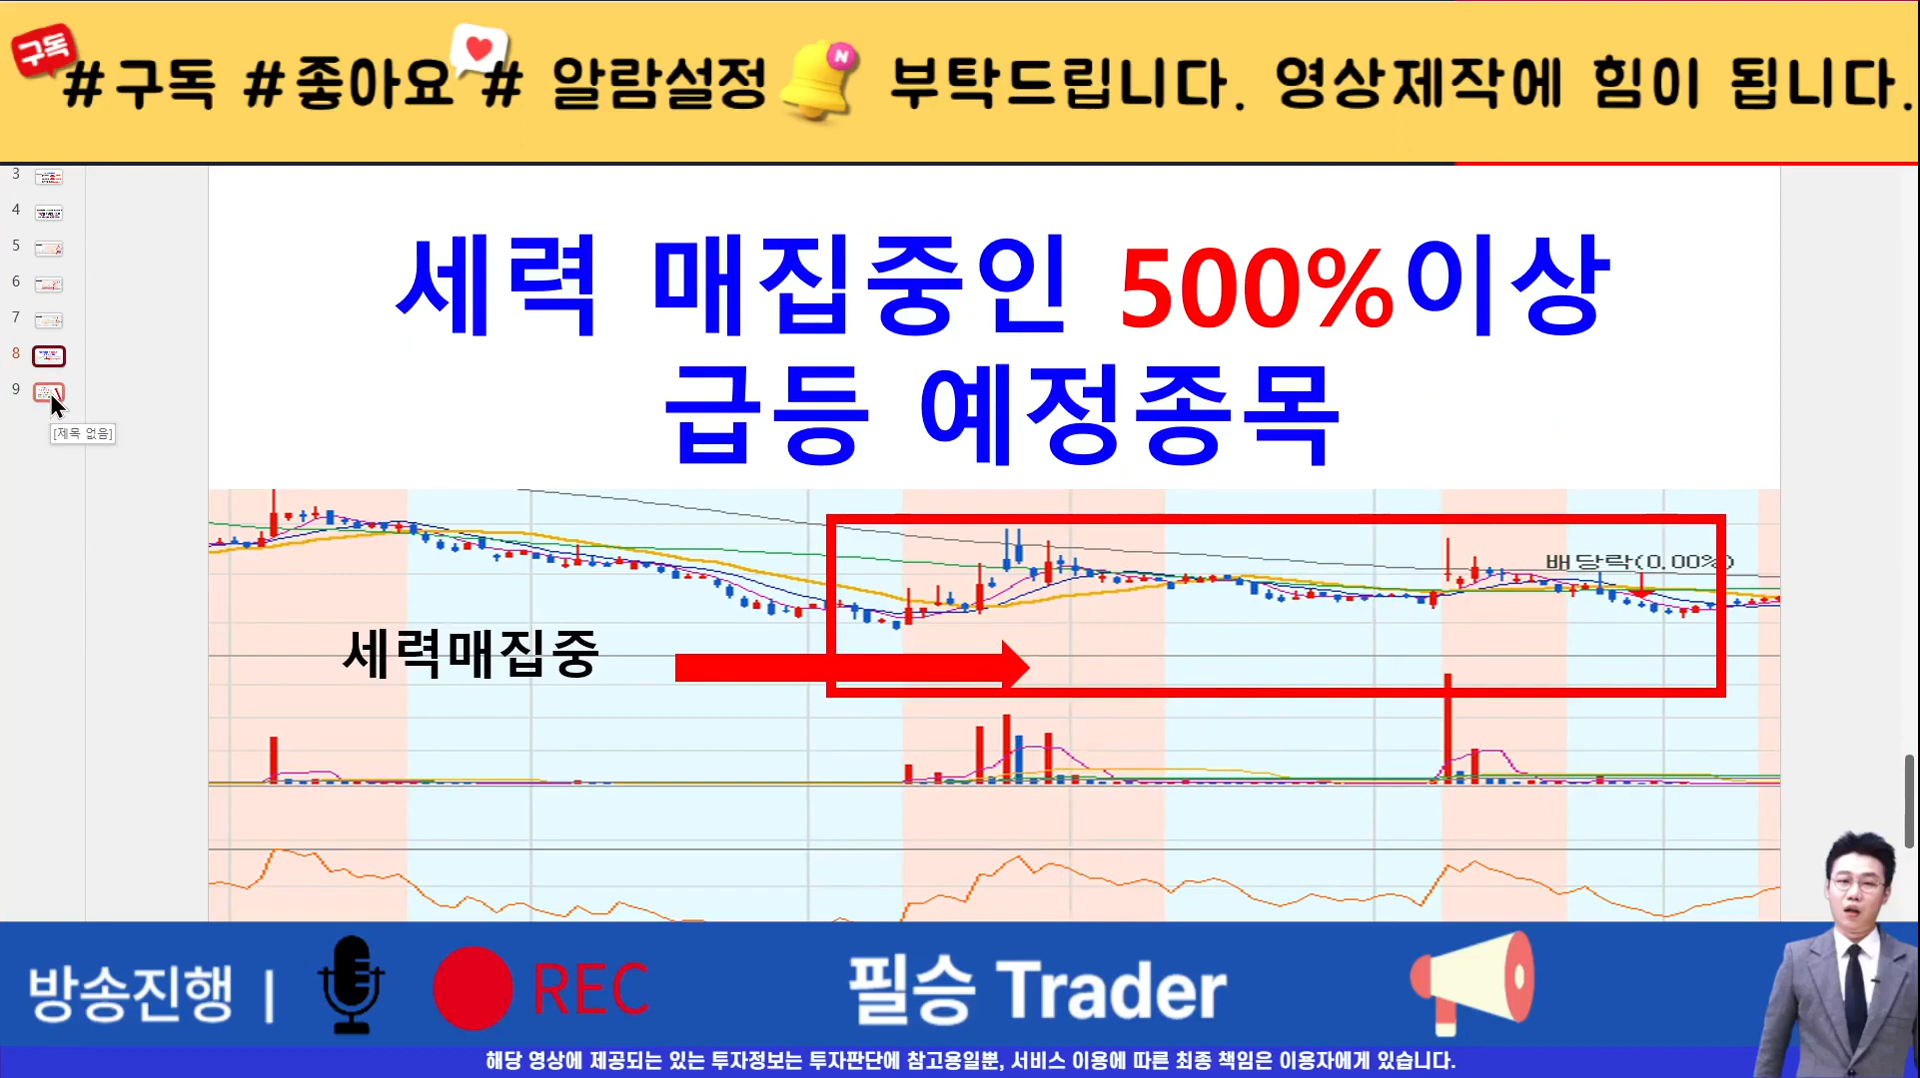 구독
#구독 #좋아요 # 알람설정 N 부탁드립니다. 영상제작에 힘이 됩니다.
3
4
5
6
7
8
9
[제목 없음]
세력 매집중인 500%이상
급등 예정종목
배당락(0.00%)
세력매집중
방송진행 | REC 필승 Trader
해당 영상에 제공되는 있는 투자정보는 투자판단에 참고용일뿐, 서비스 이용에 따른 최종 책임은 이용자에게 있습니다.